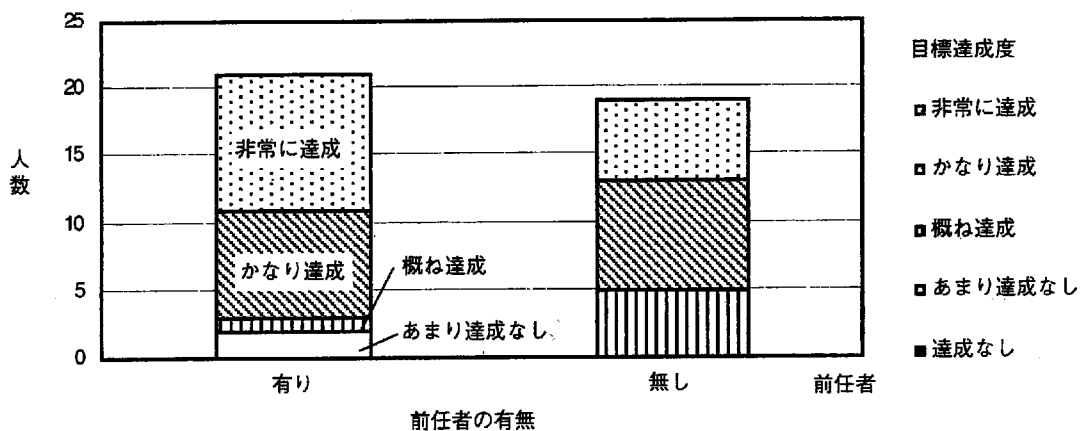 25
20
15
10
5
0
人数
非常に達成
かなり達成
概ね達成
あまり達成なし
有り
無し
前任者
前任者の有無
目標達成度
非常に達成
かなり達成
概ね達成
あまり達成なし
達成なし